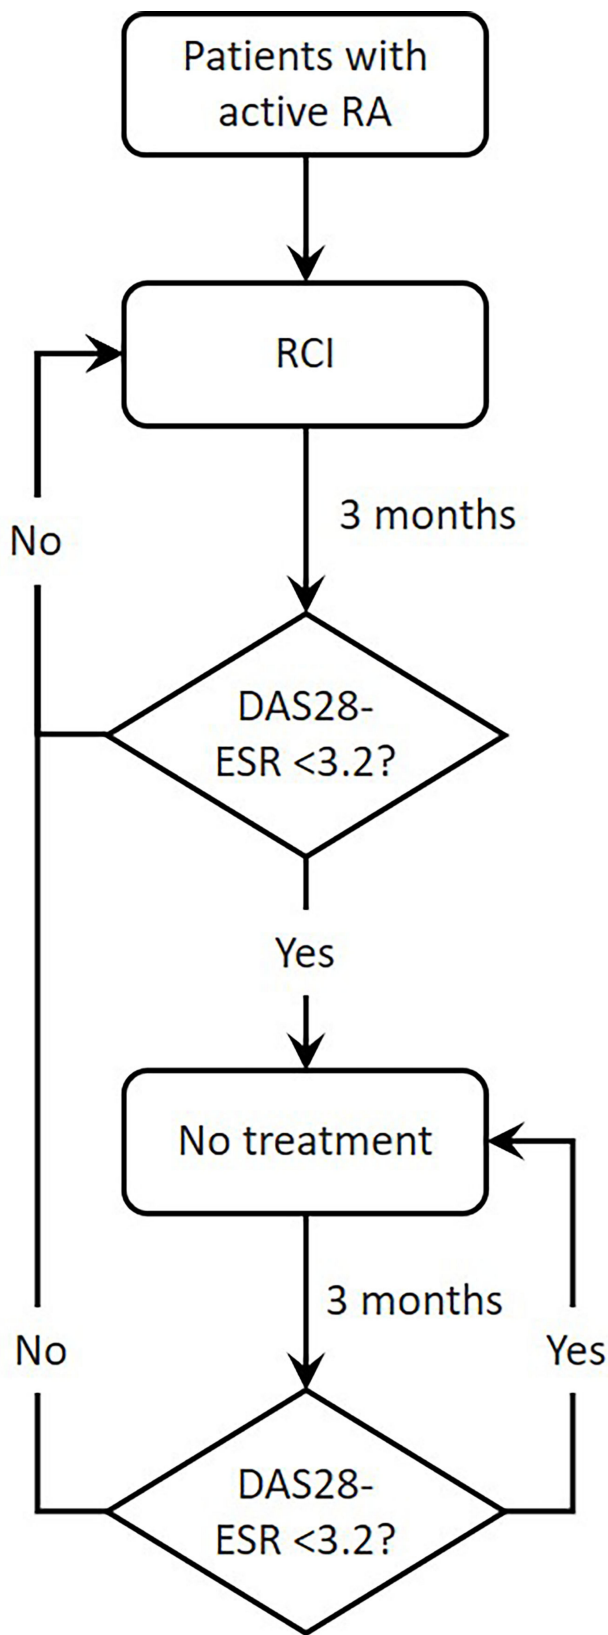 Patients with
active RA
RCI
3 months
No
DAS28-
ESR <3.2?
Yes
No treatment
3 months
No
Yes
DAS28-
ESR <3.2?